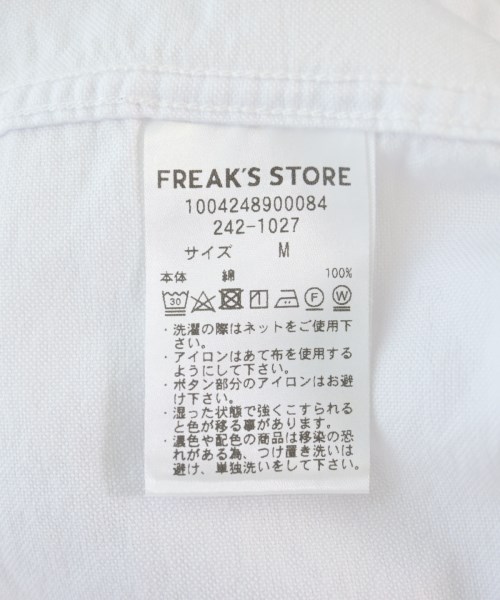 FREAK'S STORE
1004248900084
242-1027
サイズ M
本体 綿 100%
30 F W
・洗濯の際はネットをご使用下
さい。
・アイロンはあて布を使用する
ようにして下さい。
・ボタン部分のアイロンはお避
け下さい。
・湿った状態で強くこすられる
と色が移る事があります。
・濃色や配色の商品は移染の恐
れがある為、つけ置き洗いは
避け、単独洗いをして下さい。